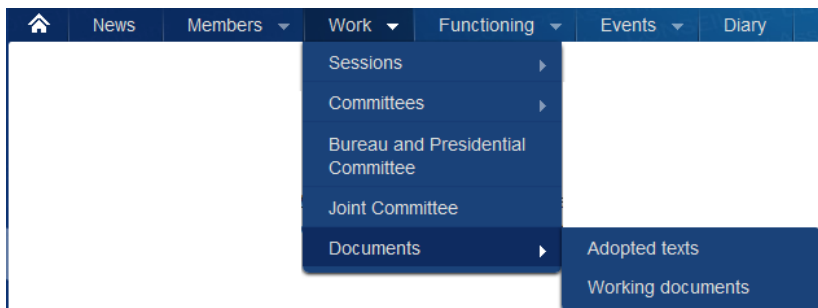 News Members Work Functioning Events Diary
Sessions
Committees
Bureau and Presidential
Committee
Joint Committee
Documents Adopted texts
Working documents